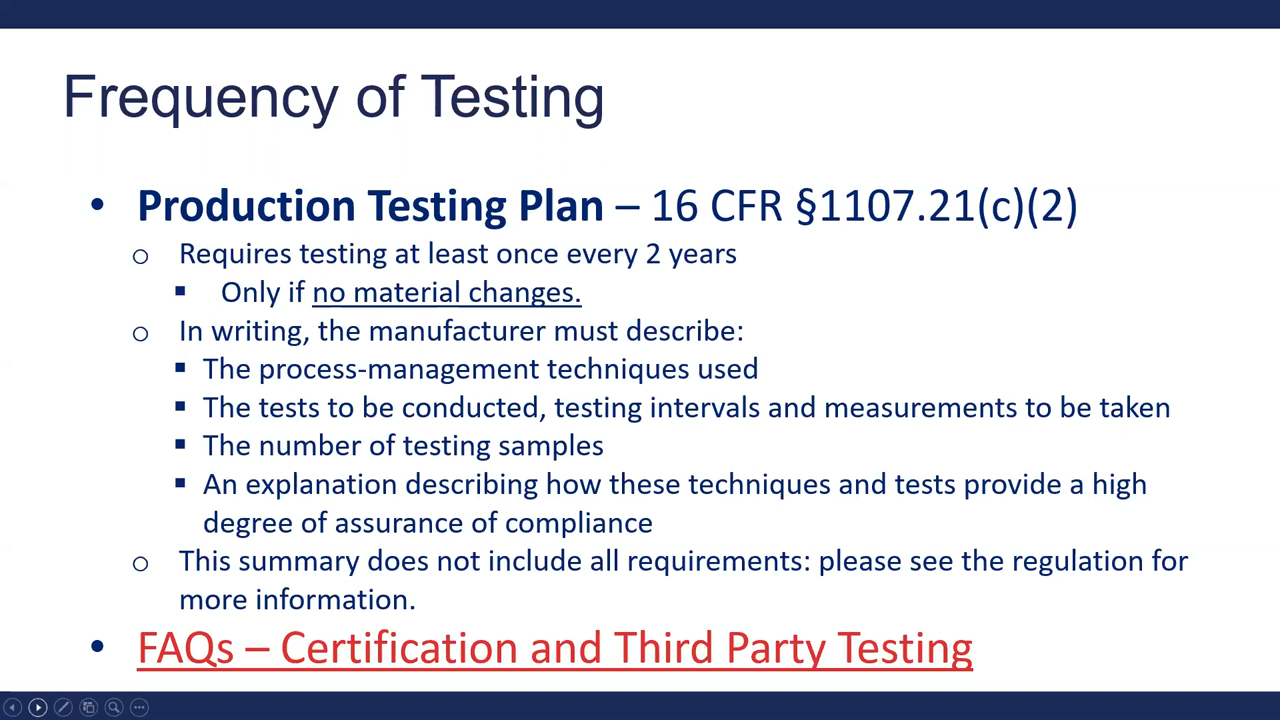 Frequency of Testing
• Production Testing Plan – 16 CFR §1107.21(c)(2)
o Requires testing at least once every 2 years
▪ Only if no material changes.
o In writing, the manufacturer must describe:
▪ The process-management techniques used
▪ The tests to be conducted, testing intervals and measurements to be taken
▪ The number of testing samples
▪ An explanation describing how these techniques and tests provide a high
degree of assurance of compliance
o This summary does not include all requirements: please see the regulation for
more information.
• FAQs – Certification and Third Party Testing